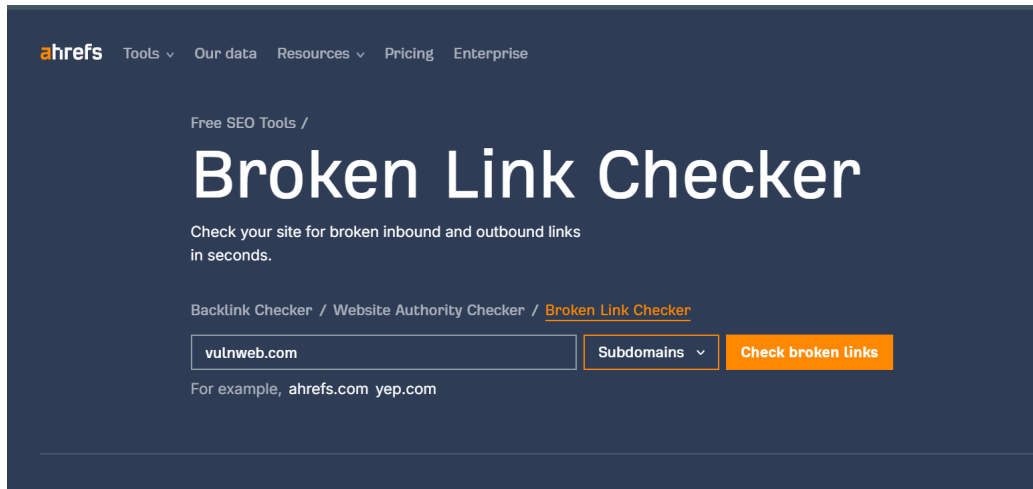 ahrefs Tools Our data Resources Pricing Enterprise
Free SEO Tools /
Broken Link Checker
Check your site for broken inbound and outbound links
in seconds.
Backlink Checker / Website Authority Checker / Broken Link Checker
vulnweb.com Subdomains Check broken links
For example, ahrefs.com yep.com